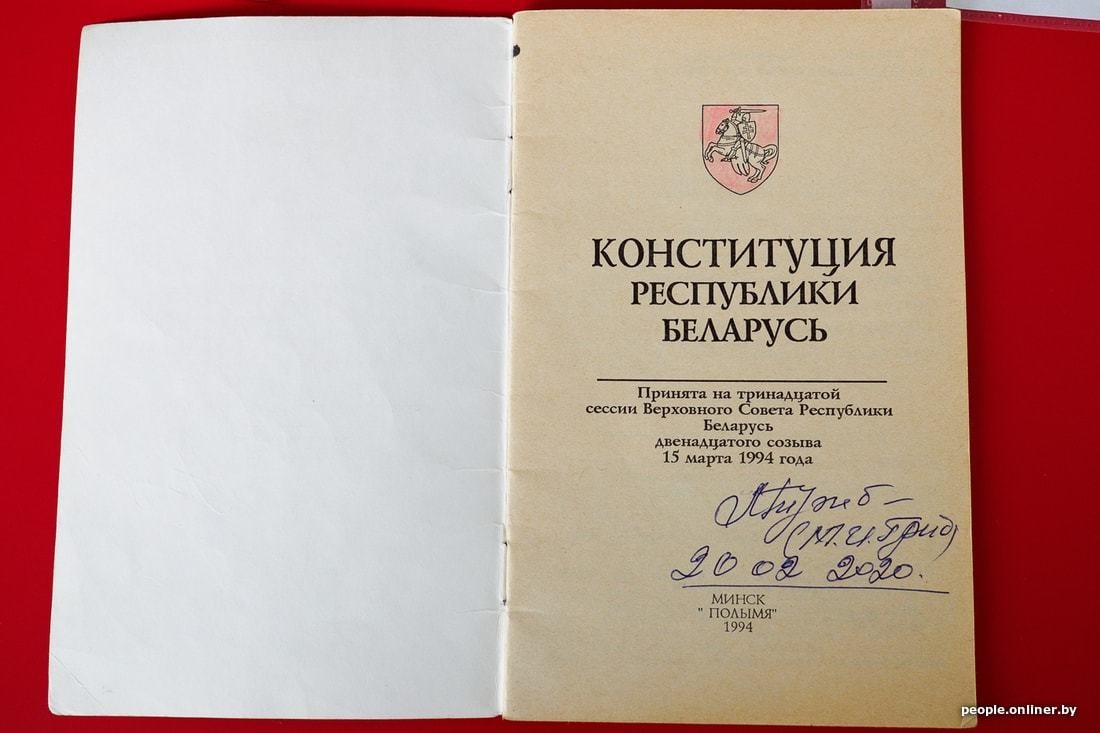 КОНСТИТУЦИЯ
РЕСПУБЛИКИ
БЕЛАРУСЬ
Принята на тринадцатой
сессии Верховного Совета Республики
Беларусь
двенадцатого созыва
15 марта 1994 года
(М.И.Гриб)
20 02 2020.
МИНСК
"ПОЛЫМЯ"
1994
people.onliner.by